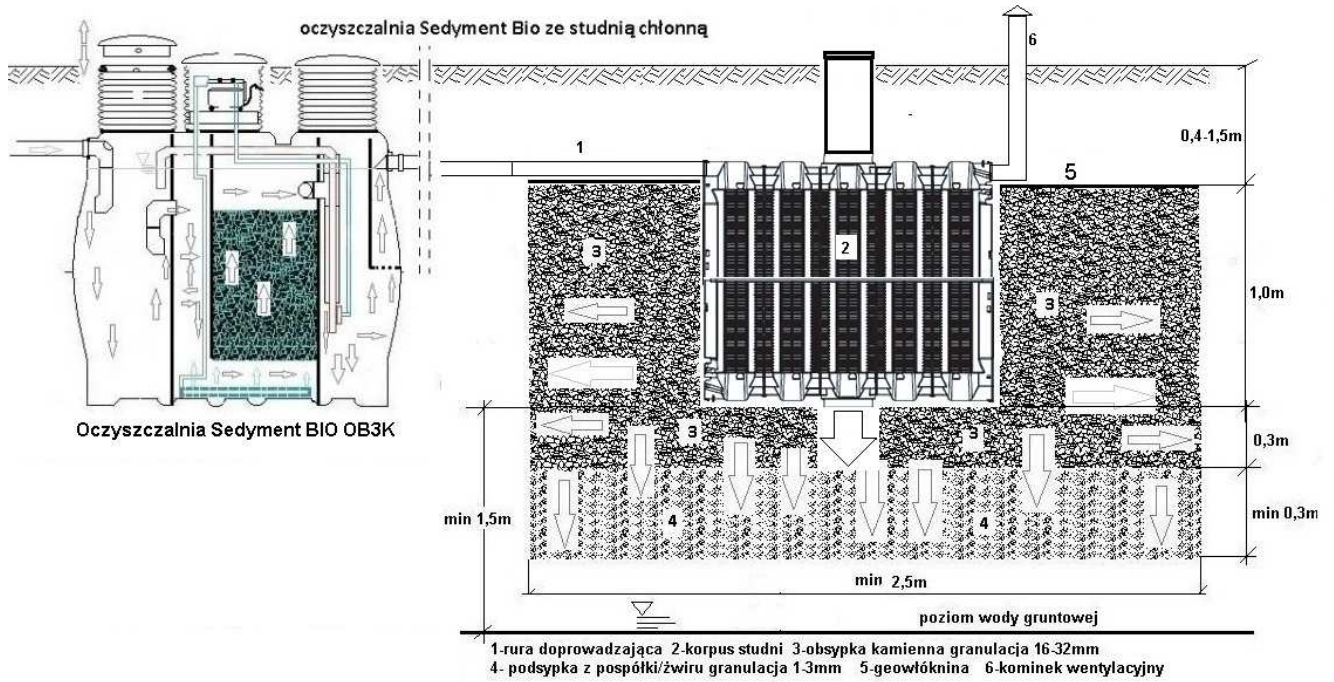 oczyszczalnia Sedyment Bio ze studnią chłonną
6
1
0,4-1,5m
5
3
2
3
1,0m
Oczyszczalnia Sedyment BIO OB3K
3
3
0,3m
min 1,5m
4
4
min 0,3m
min 2,5m
poziom wody gruntowej
1-rura doprowadzająca 2-korpus studni 3-obsypka kamienna granulacja 16-32mm
4- podsypka z pospółki/żwiru granulacja 1-3mm 5-geowłóknina 6-kominek wentylacyjny